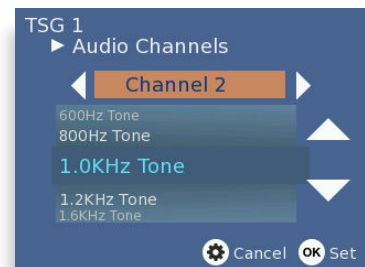 TSG 1
Audio Channels
Channel 2
600Hz Tone
800Hz Tone
1.0KHz Tone
1.2KHz Tone
1.6KHz Tone
Cancel OK Set